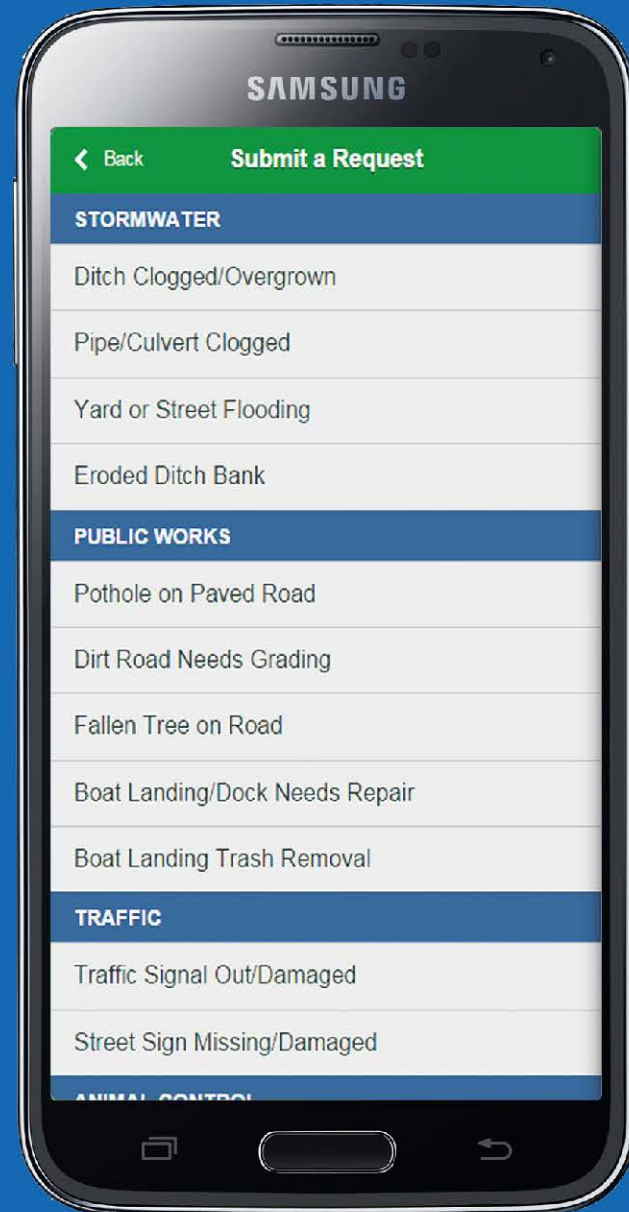 SAMSUNG
Back
Submit a Request
STORMWATER
Ditch Clogged/Overgrown
Pipe/Culvert Clogged
Yard or Street Flooding
Eroded Ditch Bank
PUBLIC WORKS
Pothole on Paved Road
Dirt Road Needs Grading
Fallen Tree on Road
Boat Landing/Dock Needs Repair
Boat Landing Trash Removal
TRAFFIC
Traffic Signal Out/Damaged
Street Sign Missing/Damaged
ANIMAL CONTROL